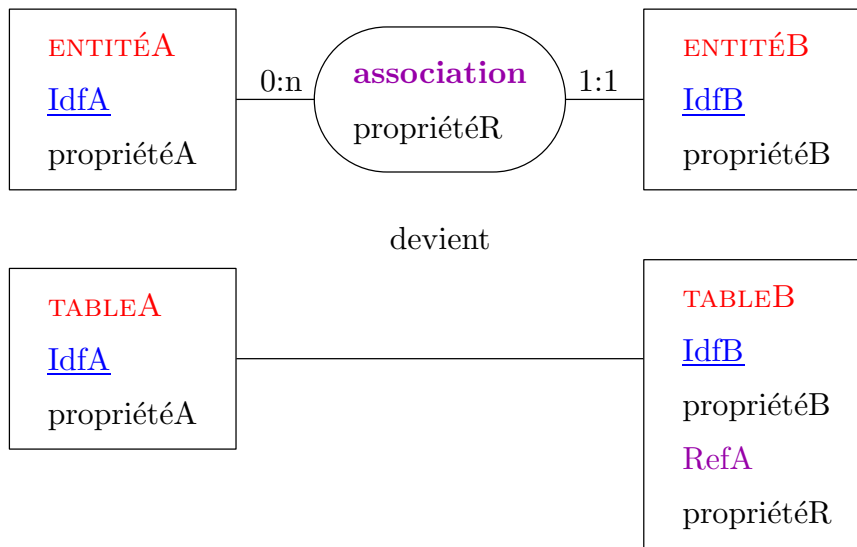 ENTITÉA
IdfA
propriétéA
0:n
association
propriétéR
1:1
ENTITÉB
IdfB
propriétéB
devient
TABLEA
IdfA
propriétéA
TABLEB
IdfB
propriétéB
RefA
propriétéR